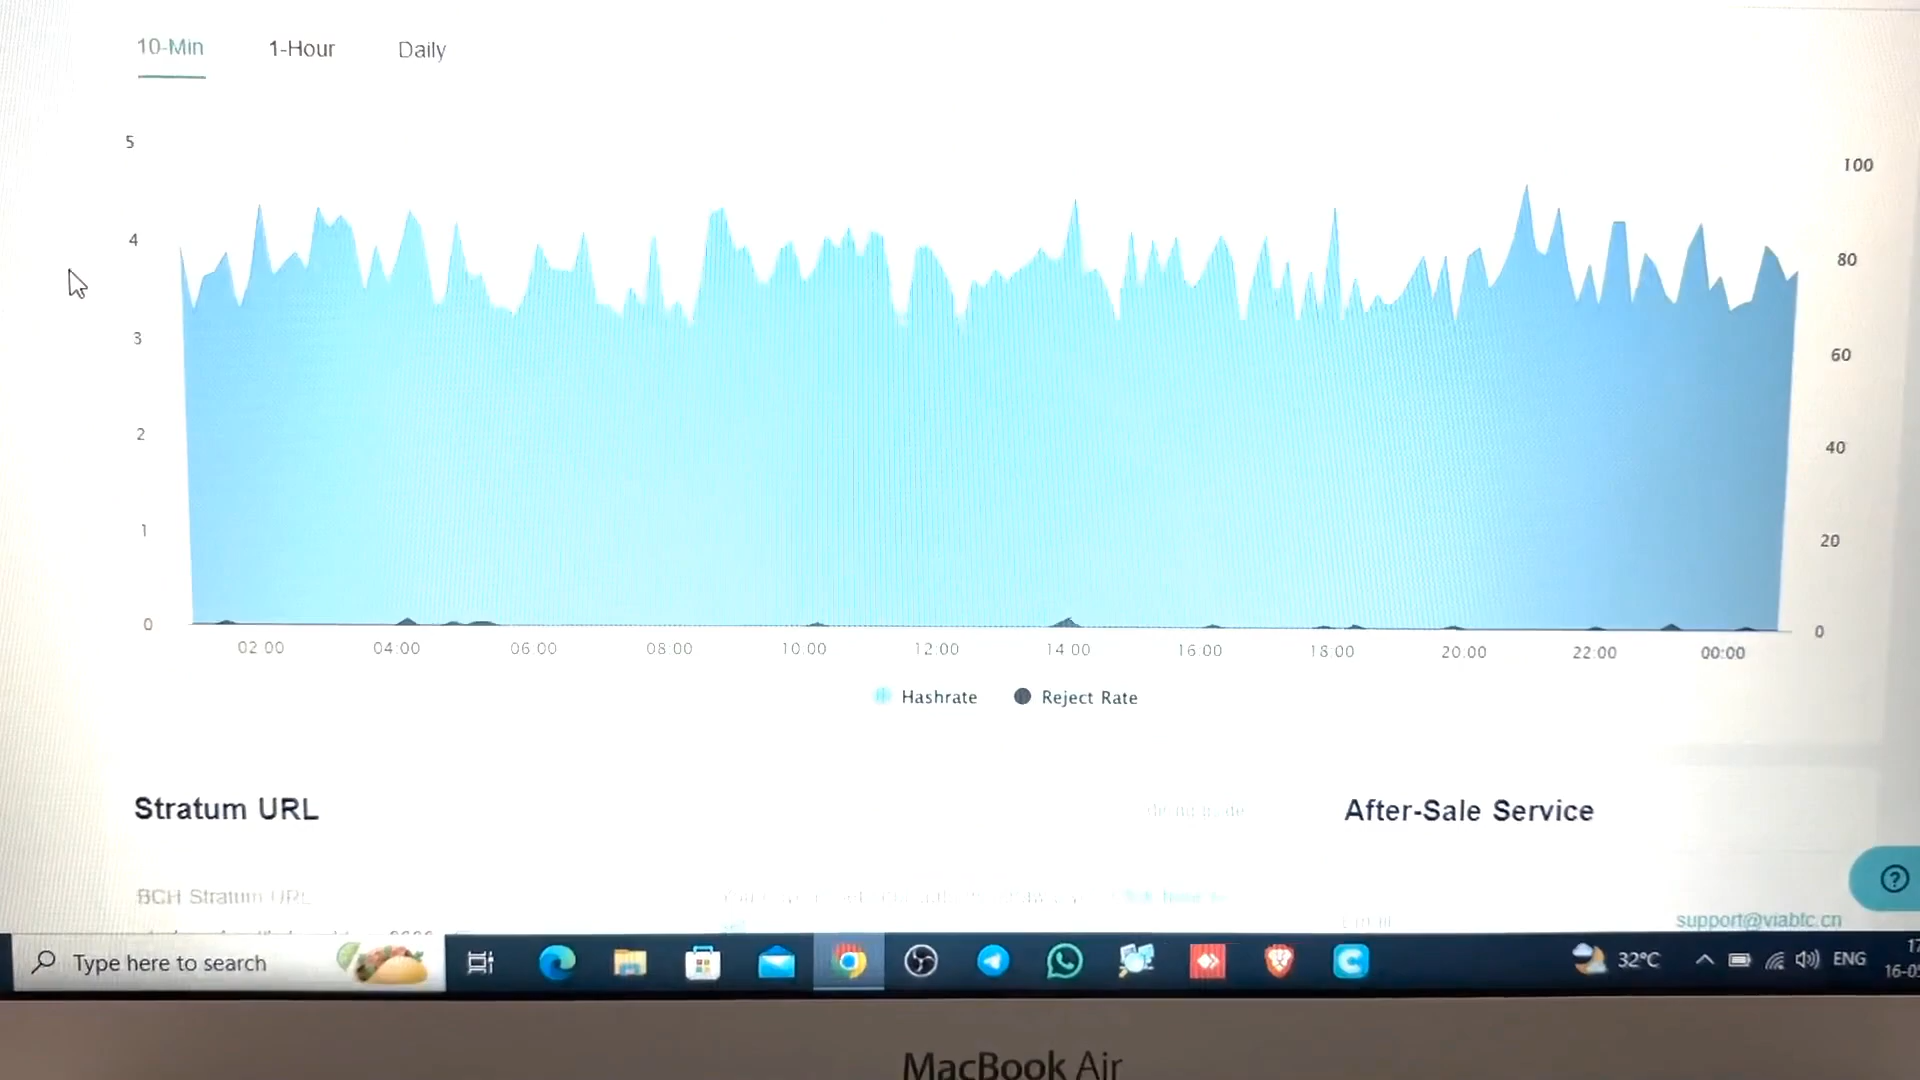 10-Min 1-Hour Daily
5
100
4
80
3
60
2
40
1
20
0
0
02 00 04:00 06 00 08:00 10.00 12:00 14 00 16:00 18:00 20.00 22:00 00:00
Hashrate Reject Rate
Stratum URL
After-Sale Service
BCH Stratum URL
support@viabtc.cn
Type here to search
32°C
ENG
MacBook Air